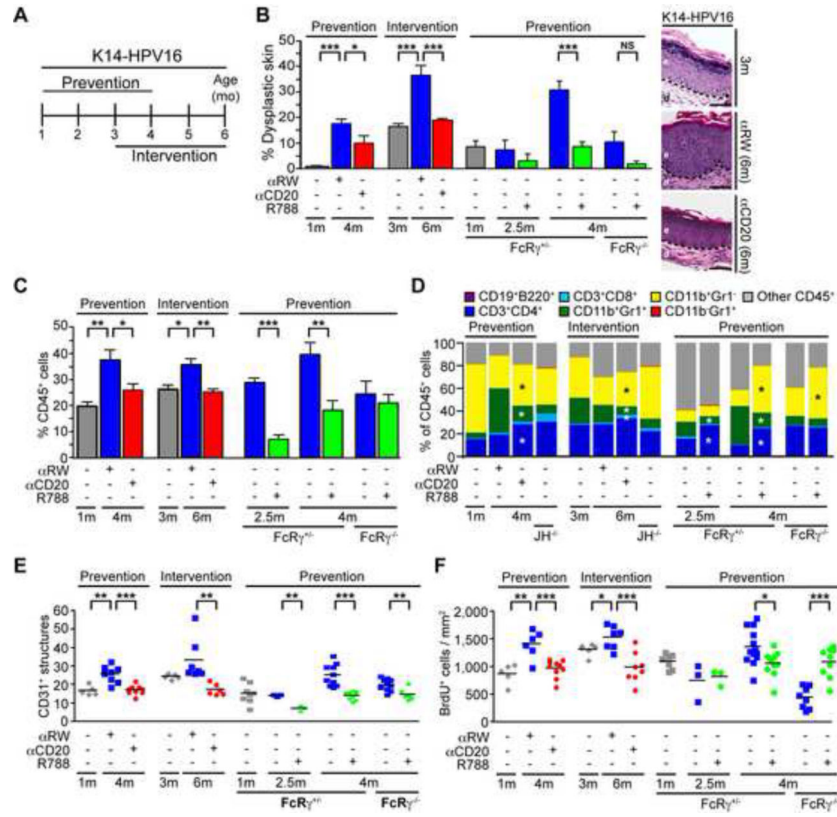 A
K14-HPV16
Prevention
Age
(mo)
1 2 3 4 5 6
Intervention
B
Prevention Intervention Prevention
*** * *** *** *** NS
% Dysplastic skin
50
40
30
20
10
0
αRW - + - - + - - - - - - - -
αCD20 - - + - - + - - - - - - -
R788 - - - - - - - - + - + - +
1m 4m 3m 6m 1m 2.5m 4m
FcRγ+/- FcRγ-/-
K14-HPV16
3m
αRW (6m)
αCD20 (6m)
C
Prevention Intervention Prevention
** * * ** *** **
% CD45+ cells
50
40
30
20
10
0
αRW - + - - + - - - - - - -
αCD20 - - + - - + - - - - - -
R788 - - - - - - - + - + - +
1m 4m 3m 6m 2.5m 4m
FcRγ+/- FcRγ-/-
D
CD19+B220+ CD3+CD8+ CD11b+Gr1- Other CD45+
CD3+CD4+ CD11b+Gr1+ CD11b-Gr1+
Prevention Intervention Prevention
% of CD45+ cells
100
80
60
40
20
0
αRW - + - - - + - - - - - - - -
αCD20 - - + - - - + - - - - - - -
R788 - - - - - - - - - + - + - +
1m 4m 3m 6m 2.5m 4m
JH-/- JH-/- FcRγ+/- FcRγ-/-
E
Prevention Intervention Prevention
** *** ** ** *** **
CD31+ structures
60
50
40
30
20
10
0
αRW - + - - + - - - - - - - -
αCD20 - - + - - + - - - - - - -
R788 - - - - - - - - + - + - +
1m 4m 3m 6m 1m 2.5m 4m
FcRγ+/- FcRγ-/-
F
Prevention Intervention Prevention
** *** * *** * ***
BrdU+ cells / mm2
2,000
1,500
1,000
500
0
αRW - + - - + - - - - - - - -
αCD20 - - + - - + - - - - - - -
R788 - - - - - - - - + - + - +
1m 4m 3m 6m 1m 2.5m 4m
FcRγ+/- FcRγ-/-